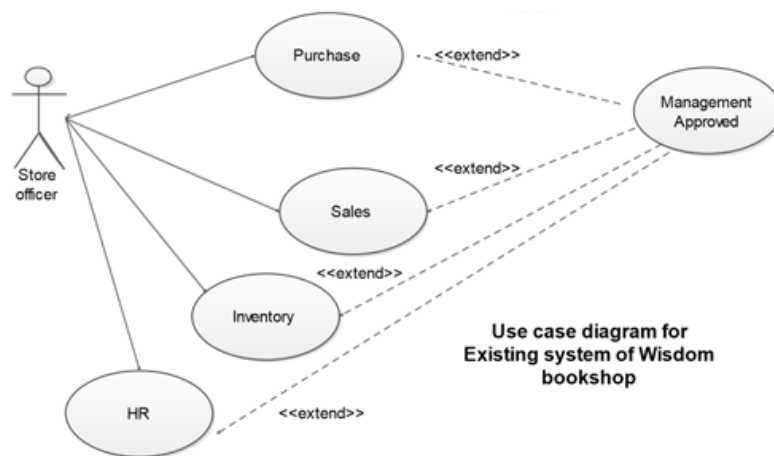 Purchase
<<extend>>
Management
Approved
Store
officer
<<extend>>
Sales
<<extend>>
Inventory
Use case diagram for
Existing system of Wisdom
bookshop
HR
<<extend>>